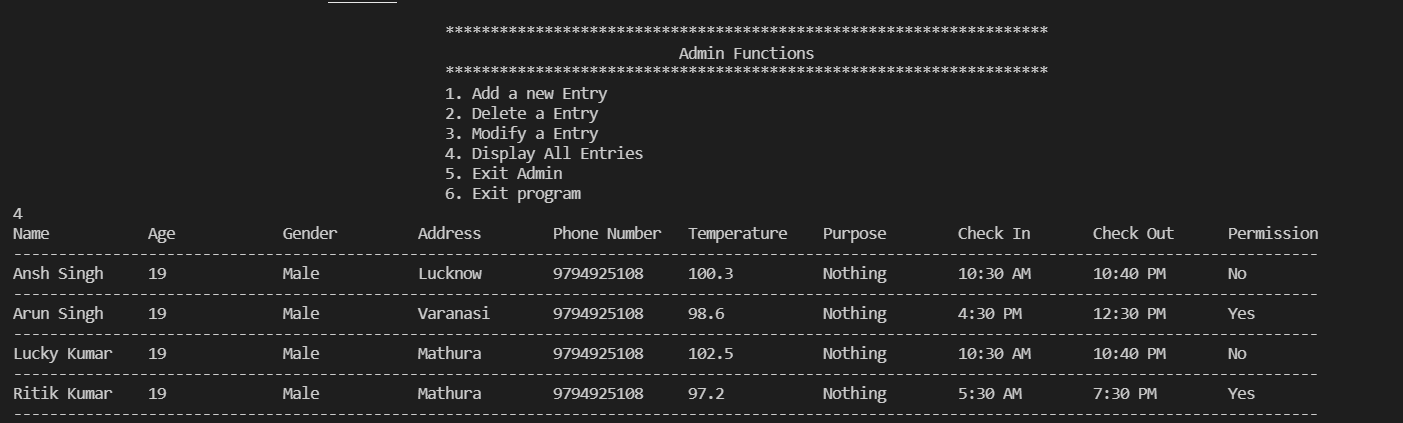 *******************************************************************
Admin Functions
*******************************************************************
1. Add a new Entry
2. Delete a Entry
3. Modify a Entry
4. Display All Entries
5. Exit Admin
6. Exit program
4
Name Age Gender Address Phone Number Temperature Purpose Check In Check Out Permission
-------------------------------------------------------------------------------------------------------------------------------------------------
Ansh Singh 19 Male Lucknow 9794925108 100.3 Nothing 10:30 AM 10:40 PM No
-------------------------------------------------------------------------------------------------------------------------------------------------
Arun Singh 19 Male Varanasi 9794925108 98.6 Nothing 4:30 PM 12:30 PM Yes
-------------------------------------------------------------------------------------------------------------------------------------------------
Lucky Kumar 19 Male Mathura 9794925108 102.5 Nothing 10:30 AM 10:40 PM No
-------------------------------------------------------------------------------------------------------------------------------------------------
Ritik Kumar 19 Male Mathura 9794925108 97.2 Nothing 5:30 AM 7:30 PM Yes
-------------------------------------------------------------------------------------------------------------------------------------------------